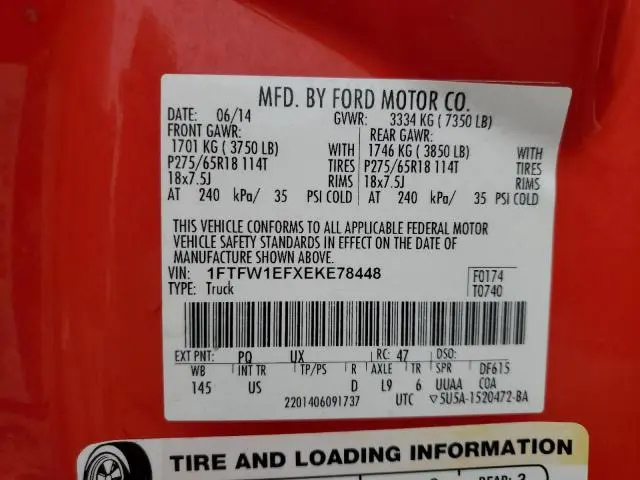 MFD. BY FORD MOTOR CO.
DATE: 06/14 GVWR: 3334 KG ( 7350 LB)
FRONT GAWR: REAR GAWR:
1701 KG ( 3750 LB) WITH 1746 KG ( 3850 LB) WITH
P275/65R18 114T TIRES P275/65R18 114T TIRES
18x7.5J RIMS 18x7.5J RIMS
AT 240 kPa/ 35 PSI COLD AT 240 kPa/ 35 PSI COLD
THIS VEHICLE CONFORMS TO ALL APPLICABLE FEDERAL MOTOR
VEHICLE SAFETY STANDARDS IN EFFECT ON THE DATE OF
MANUFACTURE SHOWN ABOVE.
VIN: 1FTFW1EFXEKE78448 F0174
TYPE: Truck T0740
EXT PNT: PQ UX RC: 47 DSO:
WB INT TR TP/PS R AXLE TR SPR DF615
145 US D L9 6 UUAA COA
2201406091737 UTC ▽5U5A-1520472-BA
TIRE AND LOADING INFORMATION